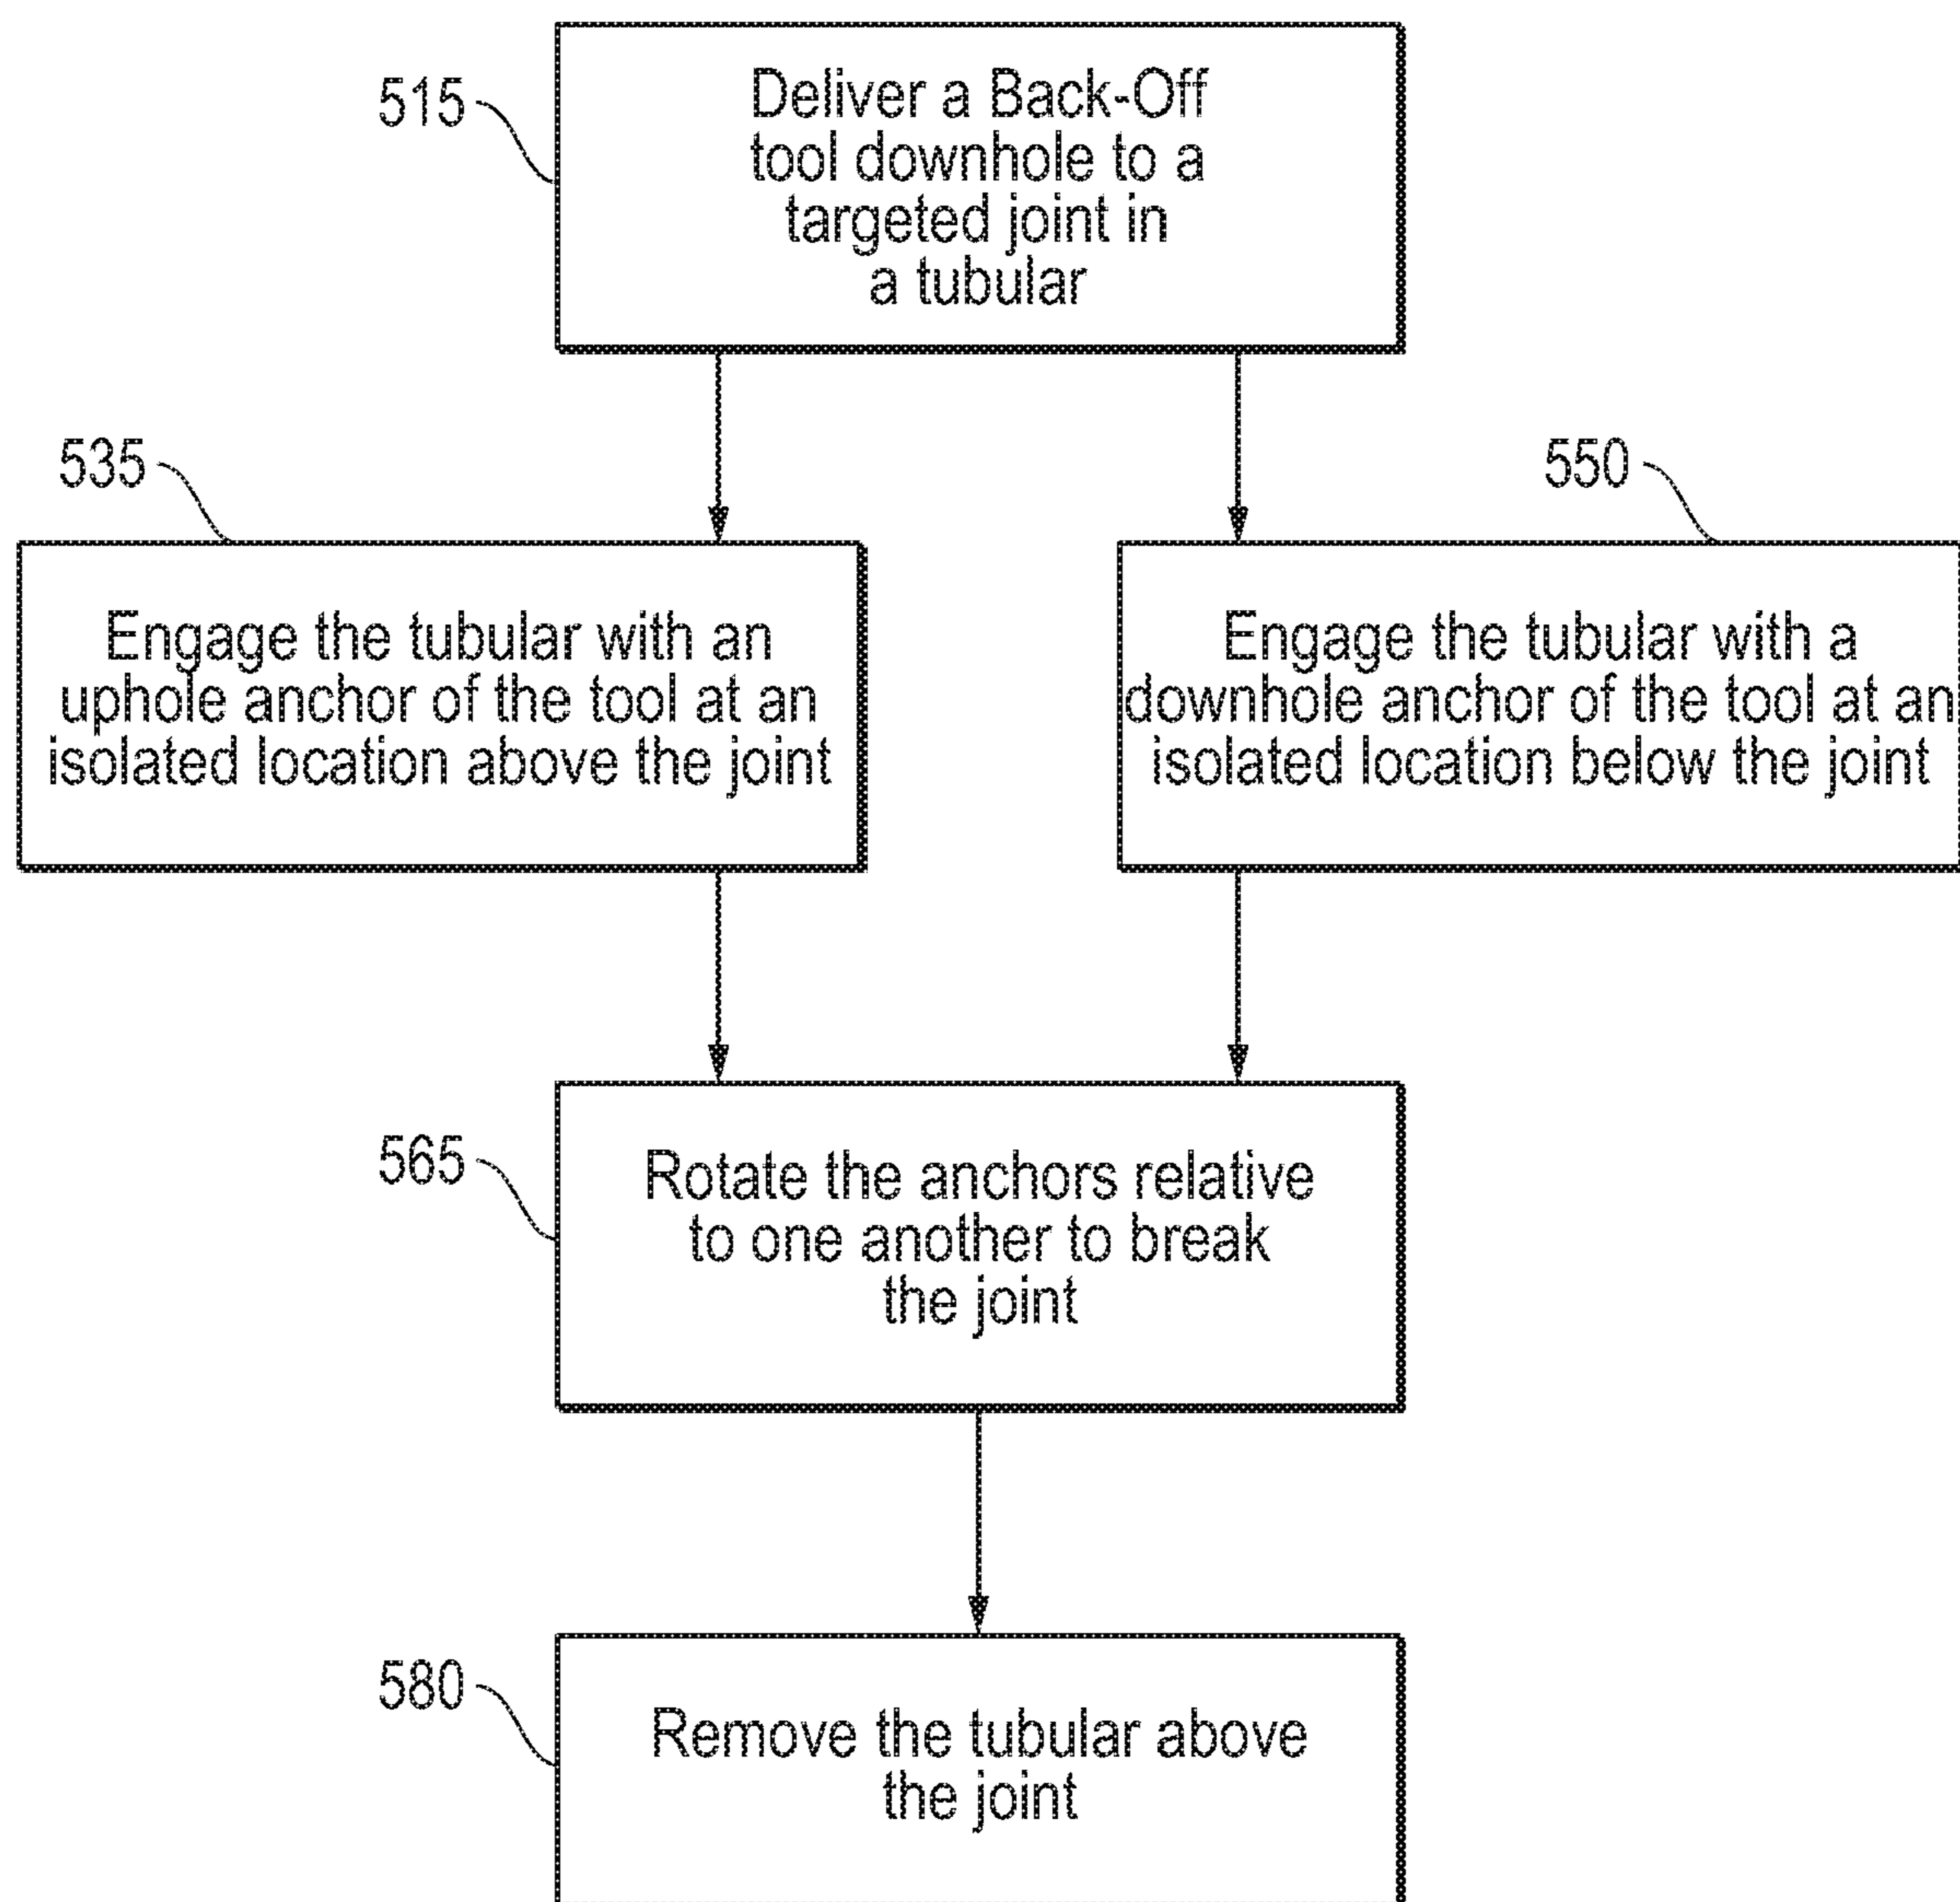 515
Deliver a Back-Off
tool downhole to a
targeted joint in
a tubular
535
Engage the tubular with an
uphole anchor of the tool at an
isolated location above the joint
550
Engage the tubular with a
downhole anchor of the tool at an
isolated location below the joint
565
Rotate the anchors relative
to one another to break
the joint
580
Remove the tubular above
the joint